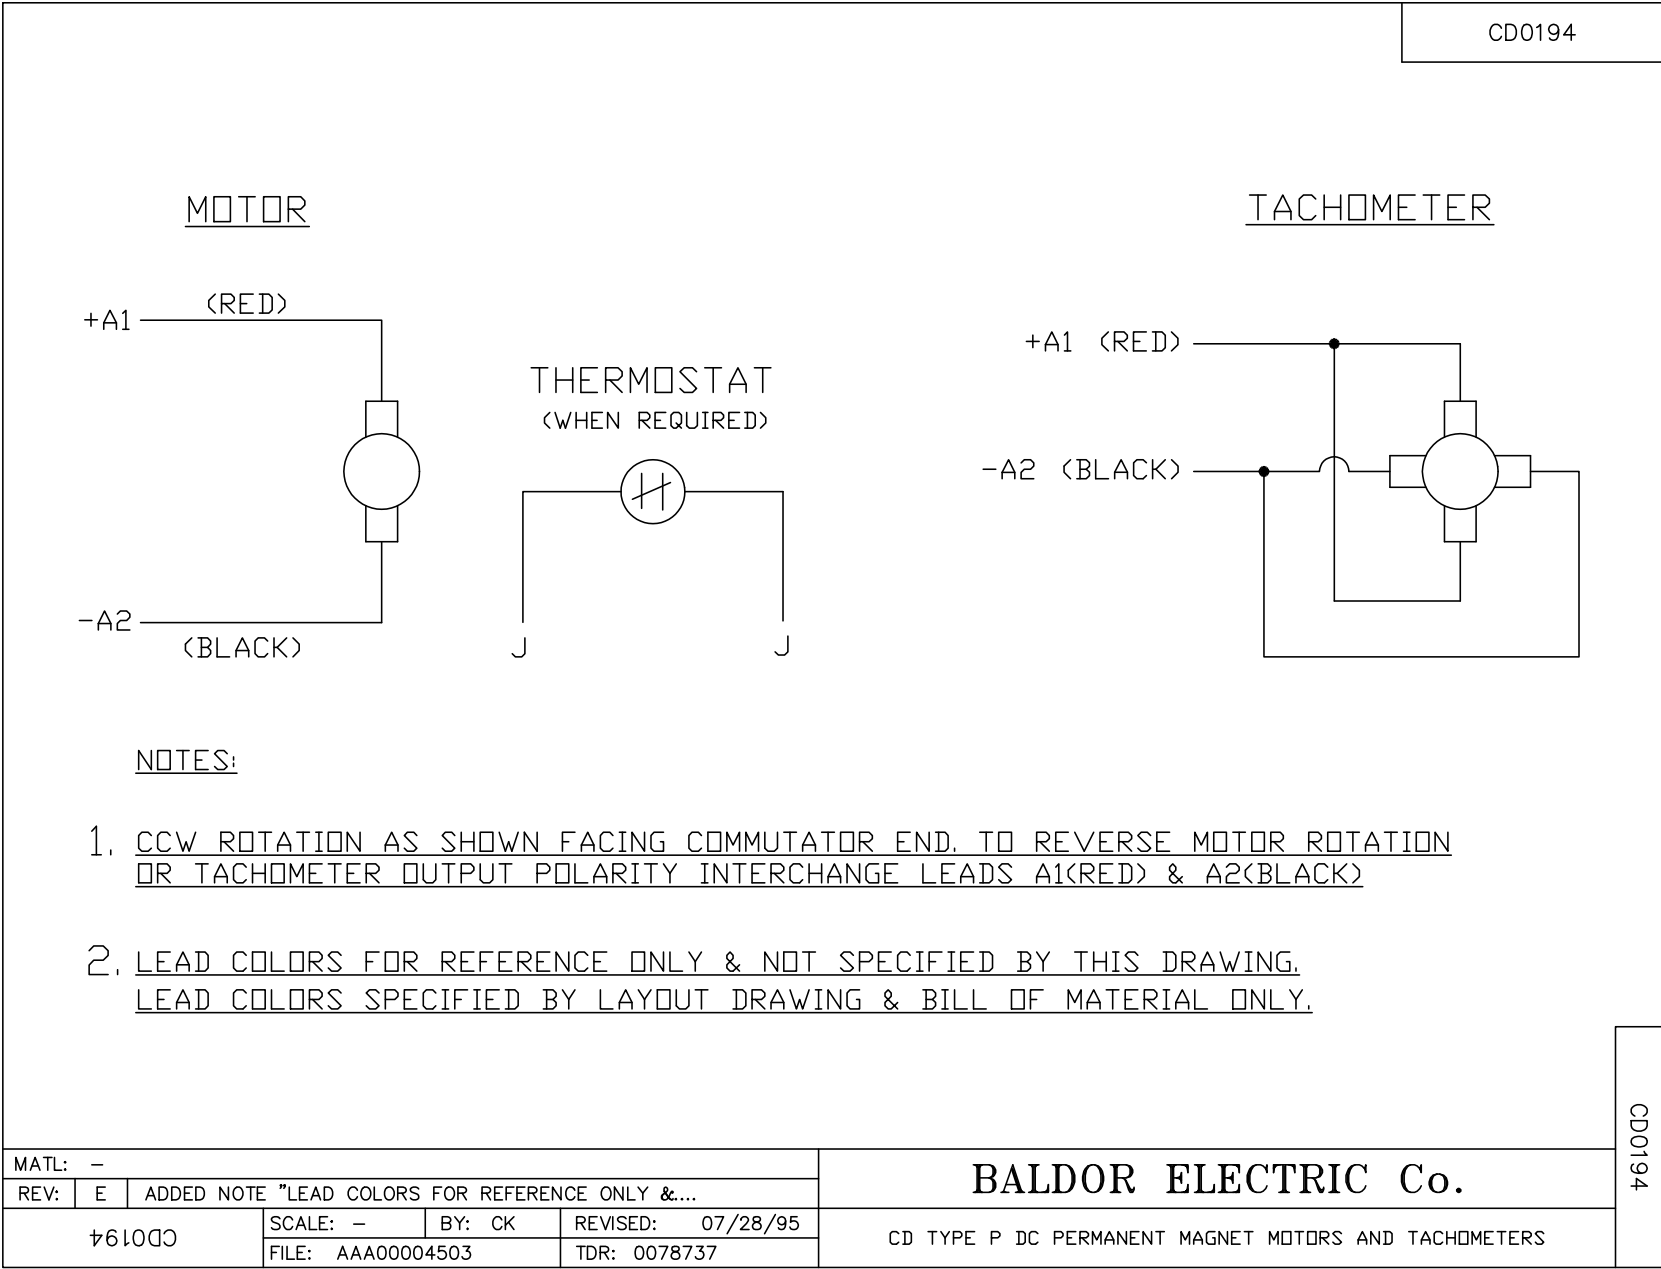 CD0194
MOTOR
TACHOMETER
+A1
(RED)
+A1 (RED)
THERMOSTAT
(WHEN REQUIRED)
-A2 (BLACK)
-A2
(BLACK)
J
J
NOTES:
1. CCW ROTATION AS SHOWN FACING COMMUTATOR END. TO REVERSE MOTOR ROTATION
OR TACHOMETER OUTPUT POLARITY INTERCHANGE LEADS A1(RED) & A2(BLACK)
2. LEAD COLORS FOR REFERENCE ONLY & NOT SPECIFIED BY THIS DRAWING.
LEAD COLORS SPECIFIED BY LAYOUT DRAWING & BILL OF MATERIAL ONLY.
CD0194
MATL: -
REV: E ADDED NOTE "LEAD COLORS FOR REFERENCE ONLY &....
CD0194
SCALE: - BY: CK REVISED: 07/28/95
FILE: AAA00004503 TDR: 0078737
BALDOR ELECTRIC Co.
CD TYPE P DC PERMANENT MAGNET MOTORS AND TACHOMETERS